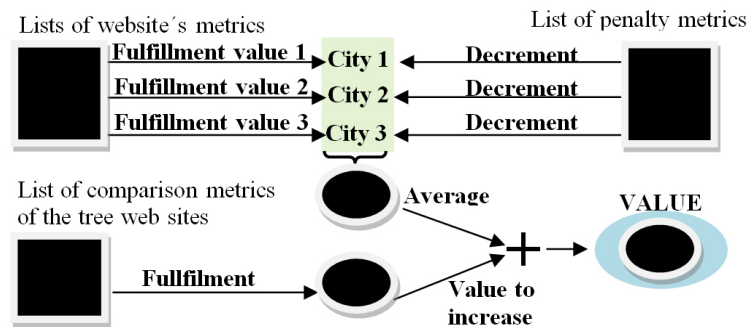 Lists of website´s metrics
List of penalty metrics
Fulfillment value 1
City 1
Decrement
Fulfillment value 2
City 2
Decrement
Fulfillment value 3
City 3
Decrement
List of comparison metrics
of the tree web sites
Average
VALUE
Fullfilment
+
Value to
increase